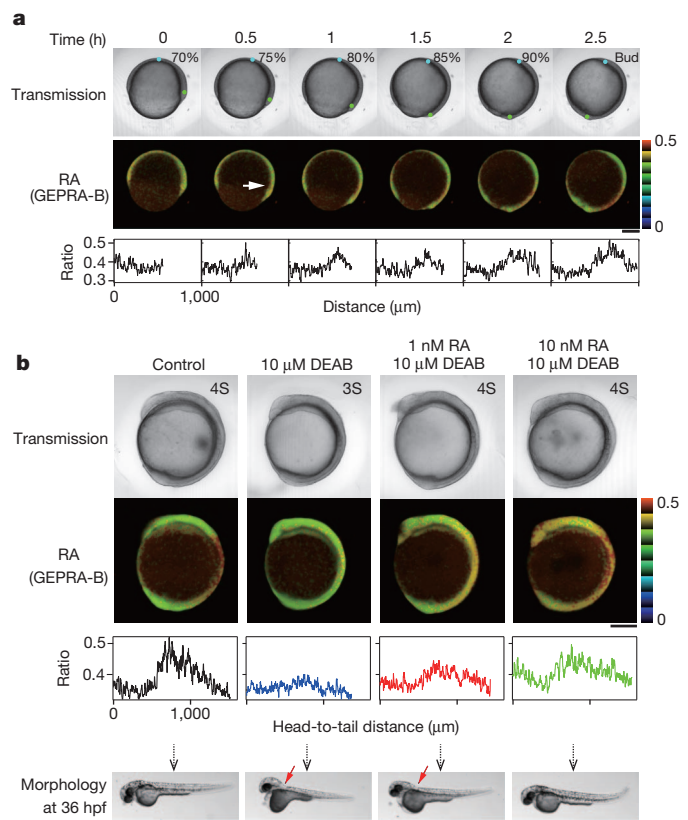 a
Time (h) 0 0.5 1 1.5 2 2.5
70% 75% 80% 85% 90% Bud
Transmission
RA
(GEPRA-B)
0.5
0
Ratio
0.5
0.4
0.3
0 1,000
Distance (μm)
b
Control 10 μM DEAB 1 nM RA 10 μM DEAB 10 nM RA 10 μM DEAB
4S 3S 4S 4S
Transmission
RA
(GEPRA-B)
0.5
0
Ratio
0.5
0.4
0 1,000
Head-to-tail distance (μm)
Morphology
at 36 hpf